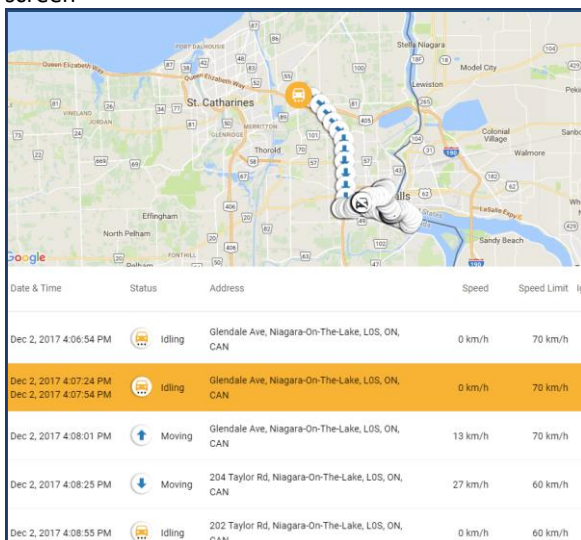 screen
PORT DALHOUSIE
Stella Niagara
Queen Elizabeth Way
Model City
Queen Elizabeth Way
Lewiston
St. Catharines
VINELAND
JORDAN
MERRITTON
GLENRIDGE
Colonial
Village
Thorold
Walmore
Effingham
North Pelham
FONTHILL
LaSalle Expy
Sandy Beach
Google
Pelham
Date & Time Status Address Speed Speed Limit
Dec 2, 2017 4:06:54 PM Idling Glendale Ave, Niagara-On-The-Lake, L0S, ON, CAN 0 km/h 70 km/h
Dec 2, 2017 4:07:24 PM
Dec 2, 2017 4:07:54 PM Idling Glendale Ave, Niagara-On-The-Lake, L0S, ON, CAN 0 km/h 70 km/h
Dec 2, 2017 4:08:01 PM Moving Glendale Ave, Niagara-On-The-Lake, L0S, ON, CAN 13 km/h 70 km/h
Dec 2, 2017 4:08:25 PM Moving 204 Taylor Rd, Niagara-On-The-Lake, L0S, ON, CAN 27 km/h 60 km/h
Dec 2, 2017 4:08:55 PM Idling 202 Taylor Rd, Niagara-On-The-Lake, L0S, ON, CAN 0 km/h 60 km/h